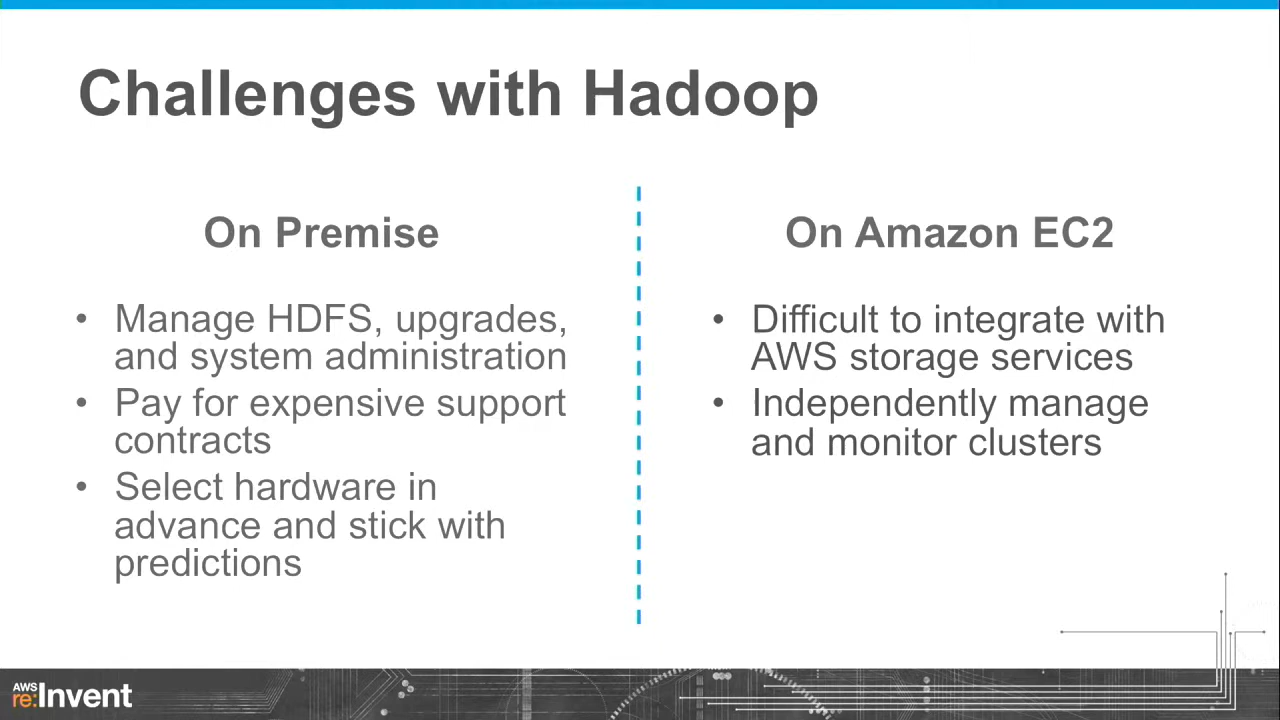 Challenges with Hadoop
On Premise
• Manage HDFS, upgrades,
and system administration
• Pay for expensive support
contracts
• Select hardware in
advance and stick with
predictions
On Amazon EC2
• Difficult to integrate with
AWS storage services
• Independently manage
and monitor clusters
AWS
re:Invent